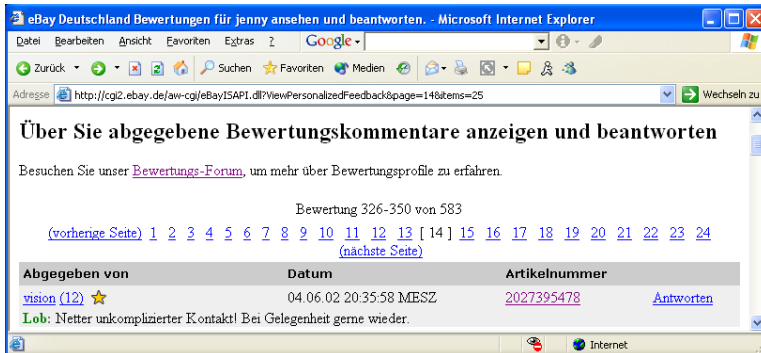 eBay Deutschland Bewertungen für jenny ansehen und beantworten. - Microsoft Internet Explorer
Datei Bearbeiten Ansicht Favoriten Extras ? Google
Zurück Suchen Favoriten Medien
Adresse http://cgi2.ebay.de/aw-cgi/eBayISAPI.dll?ViewPersonalizedFeedback&page=14&items=25 Wechseln zu
Über Sie abgegebene Bewertungskommentare anzeigen und beantworten
Besuchen Sie unser Bewertungs-Forum, um mehr über Bewertungsprofile zu erfahren.
Bewertung 326-350 von 583
(vorherige Seite) 1 2 3 4 5 6 7 8 9 10 11 12 13 [ 14 ] 15 16 17 18 19 20 21 22 23 24
(nächste Seite)
Abgegeben von Datum Artikelnummer
vision (12) 04.06.02 20:35:58 MESZ 2027395478 Antworten
Lob: Netter unkomplizierter Kontakt! Bei Gelegenheit gerne wieder.
Internet